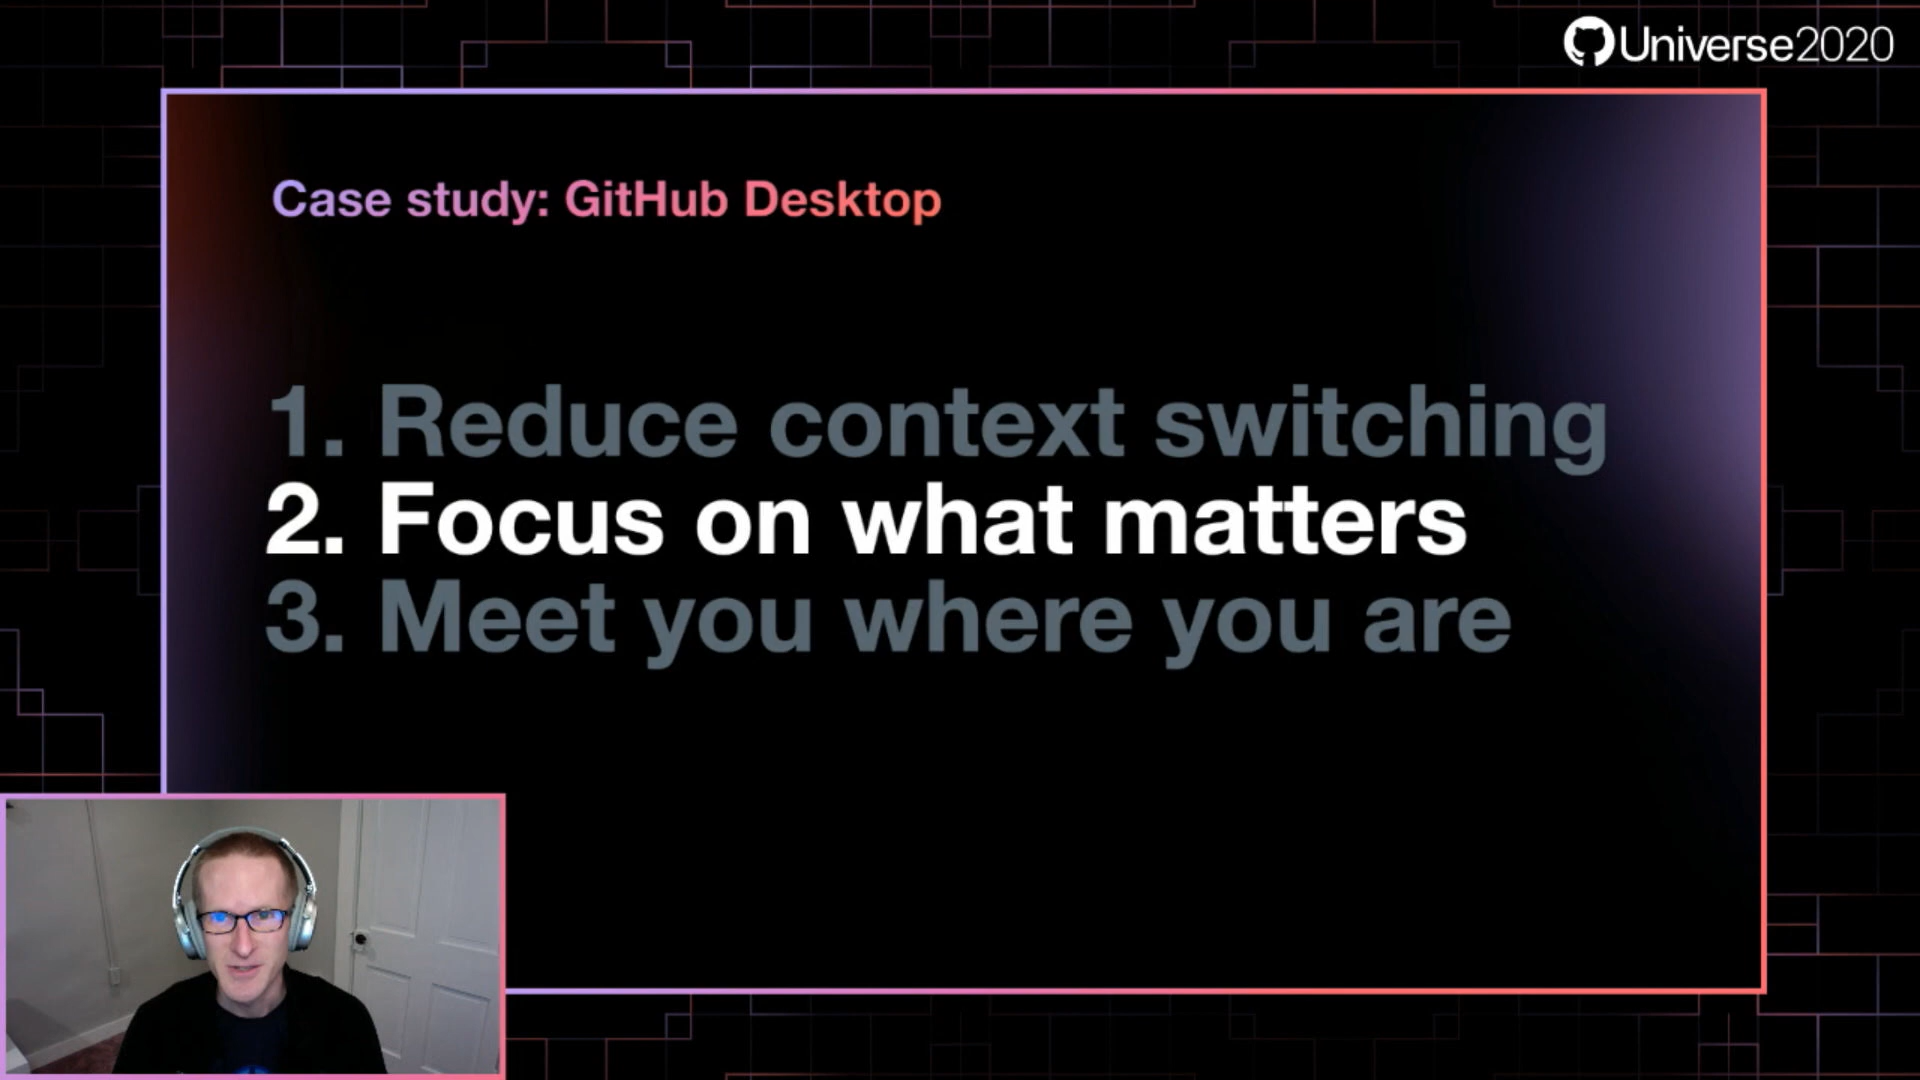 Universe2020
Case study: GitHub Desktop
1. Reduce context switching
2. Focus on what matters
3. Meet you where you are